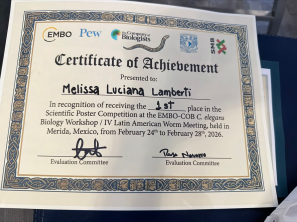 EMBO Pew The Company of Biologists
Certificate of Achievement
Presented to:
Melissa Luciana Lamberti
In recognition of receiving the 1st place in the
Scientific Poster Competition at the EMBO-COB C. elegans
Biology Workshop / IV Latin American Worm Meeting, held in
Merida, Mexico, from February 24th to February 28th, 2026.
Evaluation Committee Evaluation Committee